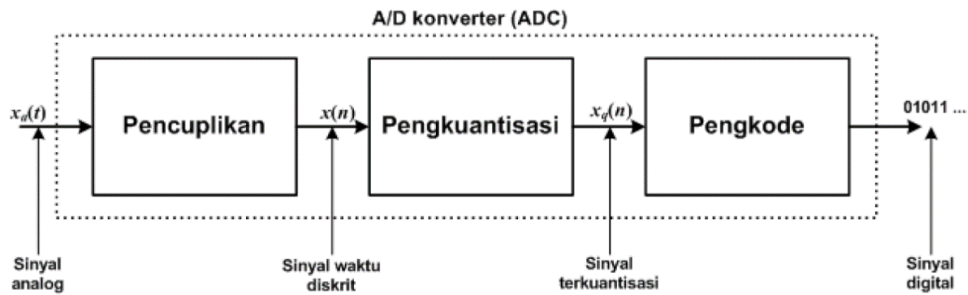 A/D konverter (ADC)
xa(t)
Pencuplikan
x(n)
Pengkuantisasi
xq(n)
Pengkode
01011 ...
Sinyal
analog
Sinyal waktu
diskrit
Sinyal
terkuantisasi
Sinyal
digital